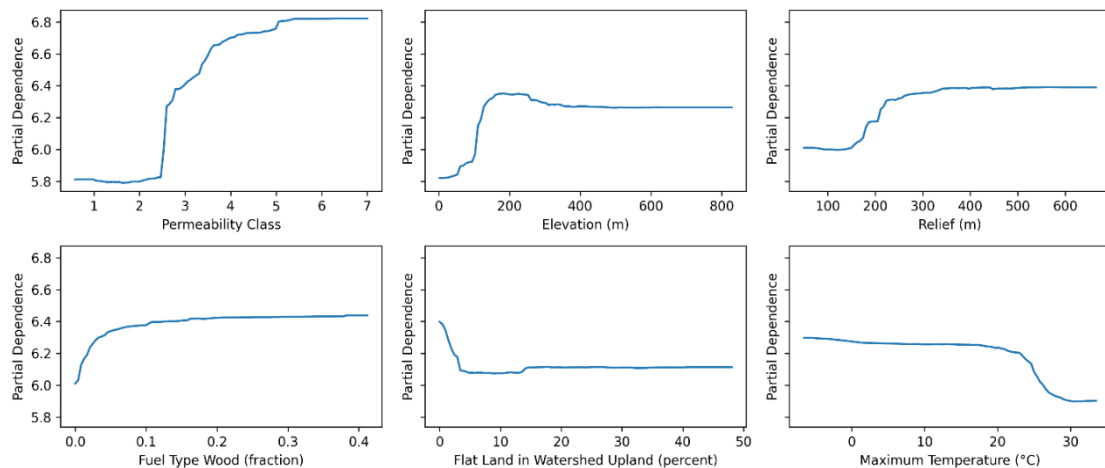 6.8
6.6
6.4
6.2
6.0
5.8
Partial Dependence
1 2 3 4 5 6 7
Permeability Class
Partial Dependence
0 200 400 600 800
Elevation (m)
Partial Dependence
100 200 300 400 500 600
Relief (m)
6.8
6.6
6.4
6.2
6.0
5.8
Partial Dependence
0.0 0.1 0.2 0.3 0.4
Fuel Type Wood (fraction)
Partial Dependence
0 10 20 30 40 50
Flat Land in Watershed Upland (percent)
Partial Dependence
0 10 20 30
Maximum Temperature (°C)